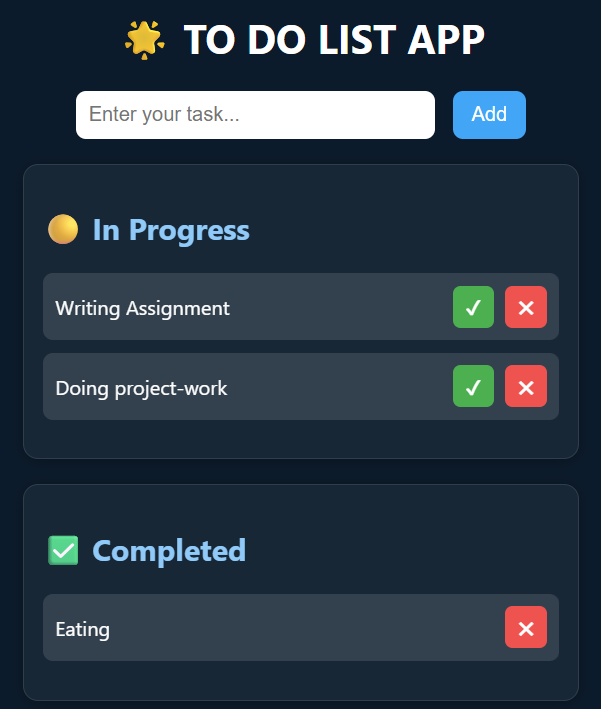 🌟 TO DO LIST APP
Enter your task... Add
🟡 In Progress
Writing Assignment ✓ ✕
Doing project-work ✓ ✕
✅ Completed
Eating ✕